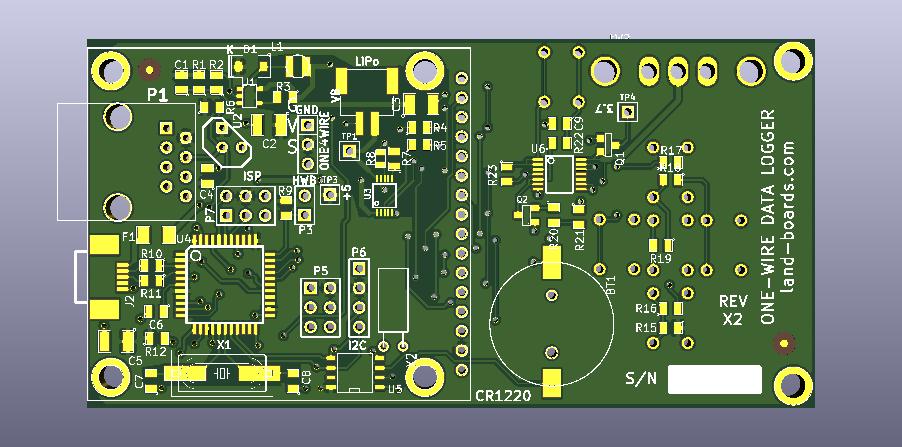 K D1 L1
C1 R1 R2
U1
R3
LIPo
VB
C3
P1
R6
U2
C2
GND
V
S
ONE-WIRE
TP1
R4
R5
R8
R7
C4
ISP
P7
R9
HWB
P3
TP3
+5
U3
F1
U4
R10
R11
J2
C6
R12
C5
C7
X1
C8
P5
P6
I2C
U5
TP4
3.7
C9
R22
U6
Q1
R23
R17
Q2
R20
R21
R19
BT1
R16
R15
REV
X2
ONE-WIRE DATA LOGGER
land-boards.com
CR1220
S/N